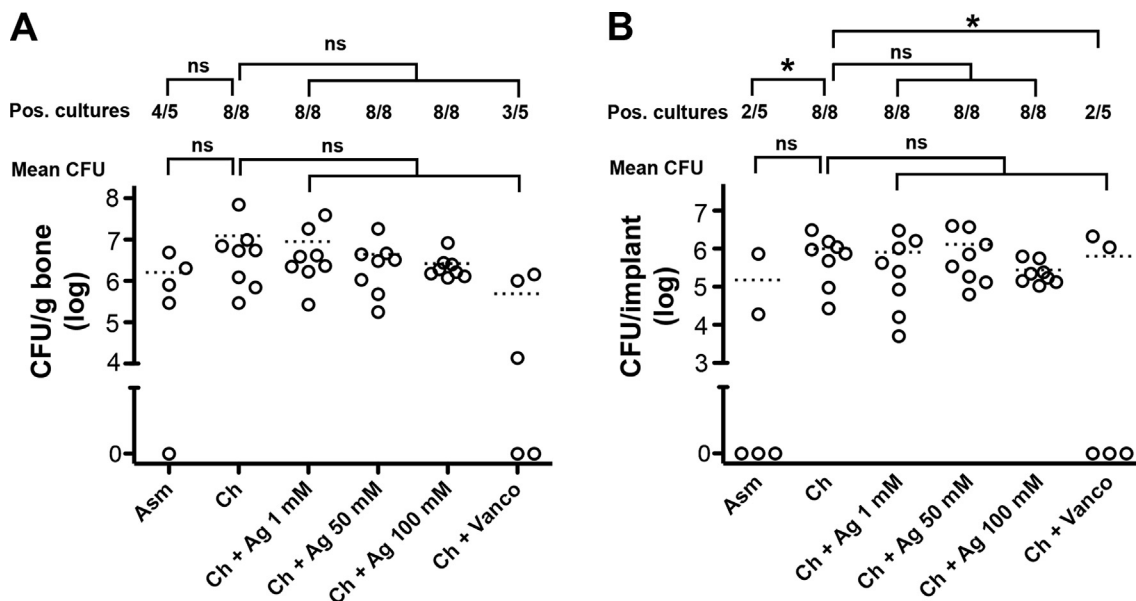 A
ns
ns
Pos. cultures 4/5 8/8 8/8 8/8 8/8 3/5
ns
ns
Mean CFU
CFU/g bone
(log)
8
7
6
5
4
0
Asm
Ch
Ch + Ag 1 mM
Ch + Ag 50 mM
Ch + Ag 100 mM
Ch + Vanco
B
*
ns
*
Pos. cultures 2/5 8/8 8/8 8/8 8/8 2/5
ns
ns
Mean CFU
CFU/implant
(log)
7
6
5
4
3
0
Asm
Ch
Ch + Ag 1 mM
Ch + Ag 50 mM
Ch + Ag 100 mM
Ch + Vanco